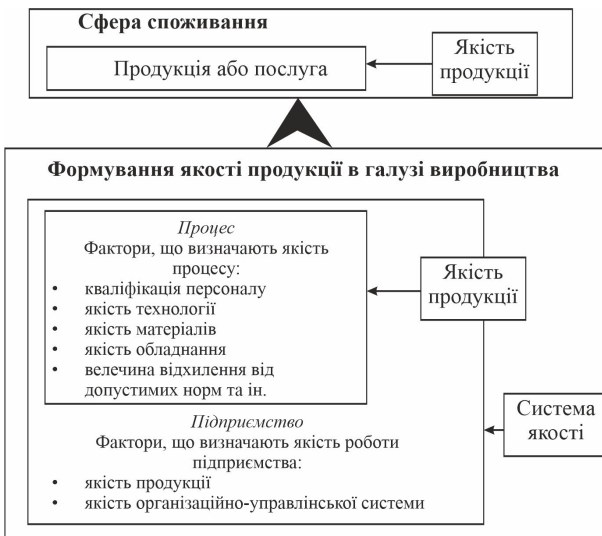 Сфера споживання
Продукція або послуга
Якість
продукції
Формування якості продукції в галузі виробництва
Процес
Фактори, що визначають якість
процесу:
• кваліфікація персоналу
• якість технології
• якість матеріалів
• якість обладнання
• велечина відхилення від
допустимих норм та ін.
Якість
продукції
Підприємство
Фактори, що визначають якість роботи
підприємства:
• якість продукції
• якість організаційно-управлінської системи
Система
якості